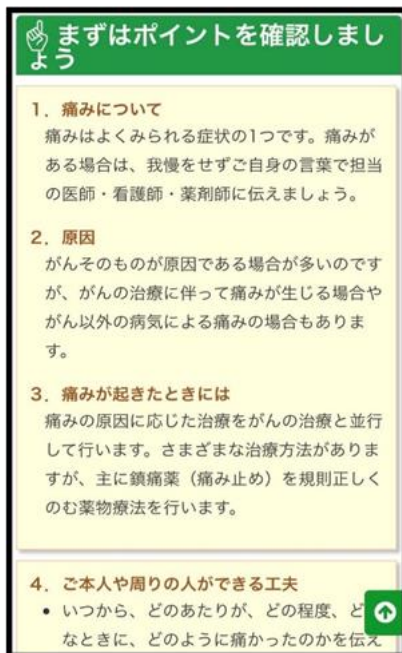 まずはポイントを確認しまし
ょう
1．痛みについて
痛みはよくみられる症状の1つです。痛みが
ある場合は、我慢をせずご自身の言葉で担当
の医師・看護師・薬剤師に伝えましょう。
2．原因
がんそのものが原因である場合が多いのです
が、がんの治療に伴って痛みが生じる場合や
がん以外の病気による痛みの場合もありま
す。
3．痛みが起きたときには
痛みの原因に応じた治療をがんの治療と並行
して行います。さまざまな治療方法がありま
すが、主に鎮痛薬（痛み止め）を規則正しく
のむ薬物療法を行います。
4．ご本人や周りの人ができる工夫
• いつから、どのあたりが、どの程度、ど
なときに、どのように痛かったのかを伝え